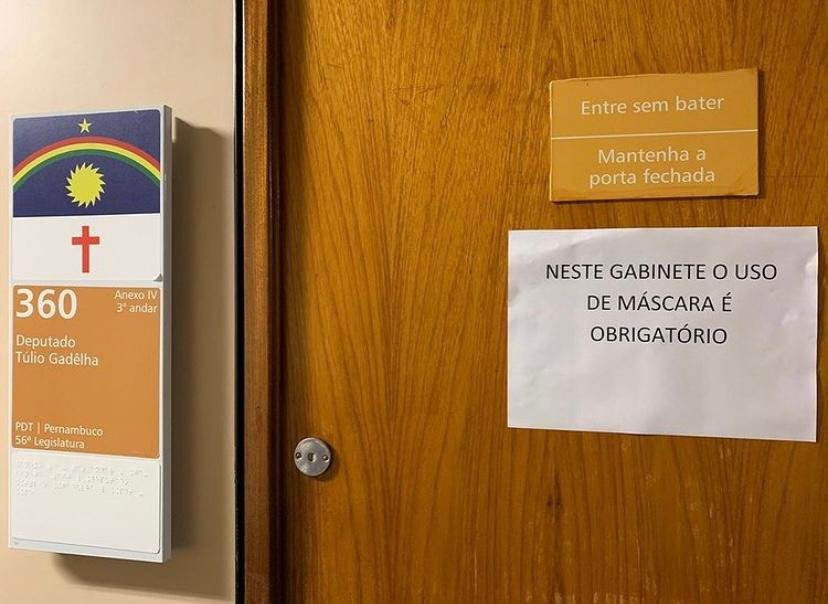 360
Anexo IV
3º andar
Deputado
Túlio Gadêlha
PDT | Pernambuco
56ª Legislatura
Entre sem bater
Mantenha a
porta fechada
NESTE GABINETE O USO
DE MÁSCARA É
OBRIGATÓRIO